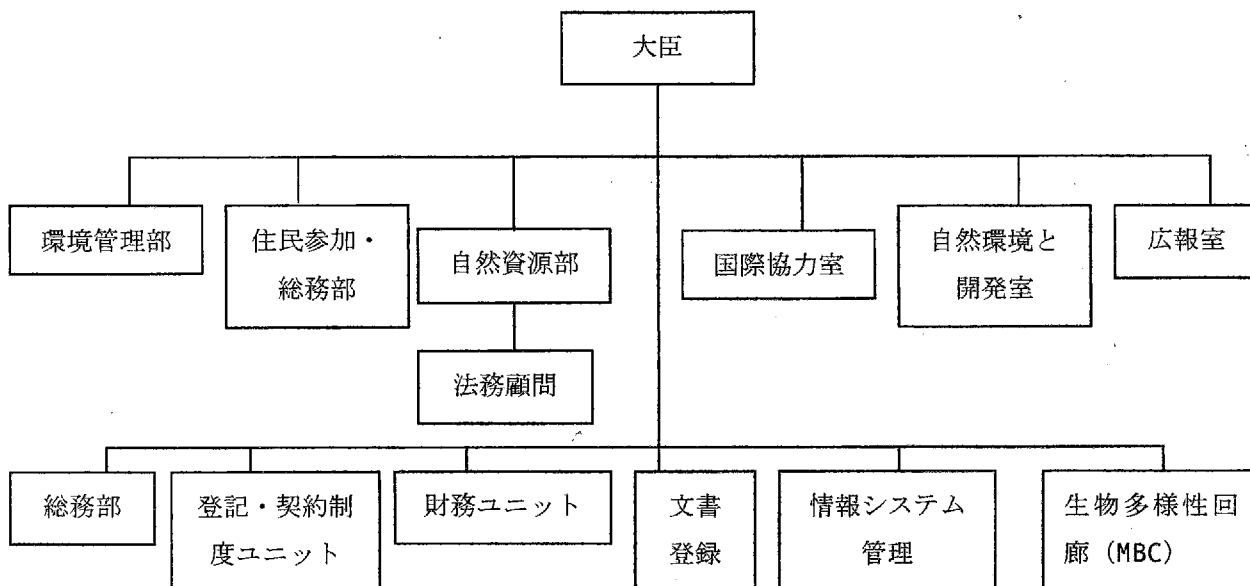 大臣
環境管理部
住民参加・
総務部
自然資源部
国際協力室
自然環境と
開発室
広報室
法務顧問
総務部
登記・契約制
度ユニット
財務ユニット
文書
登録
情報システム
管理
生物多様性回
廊（MBC）